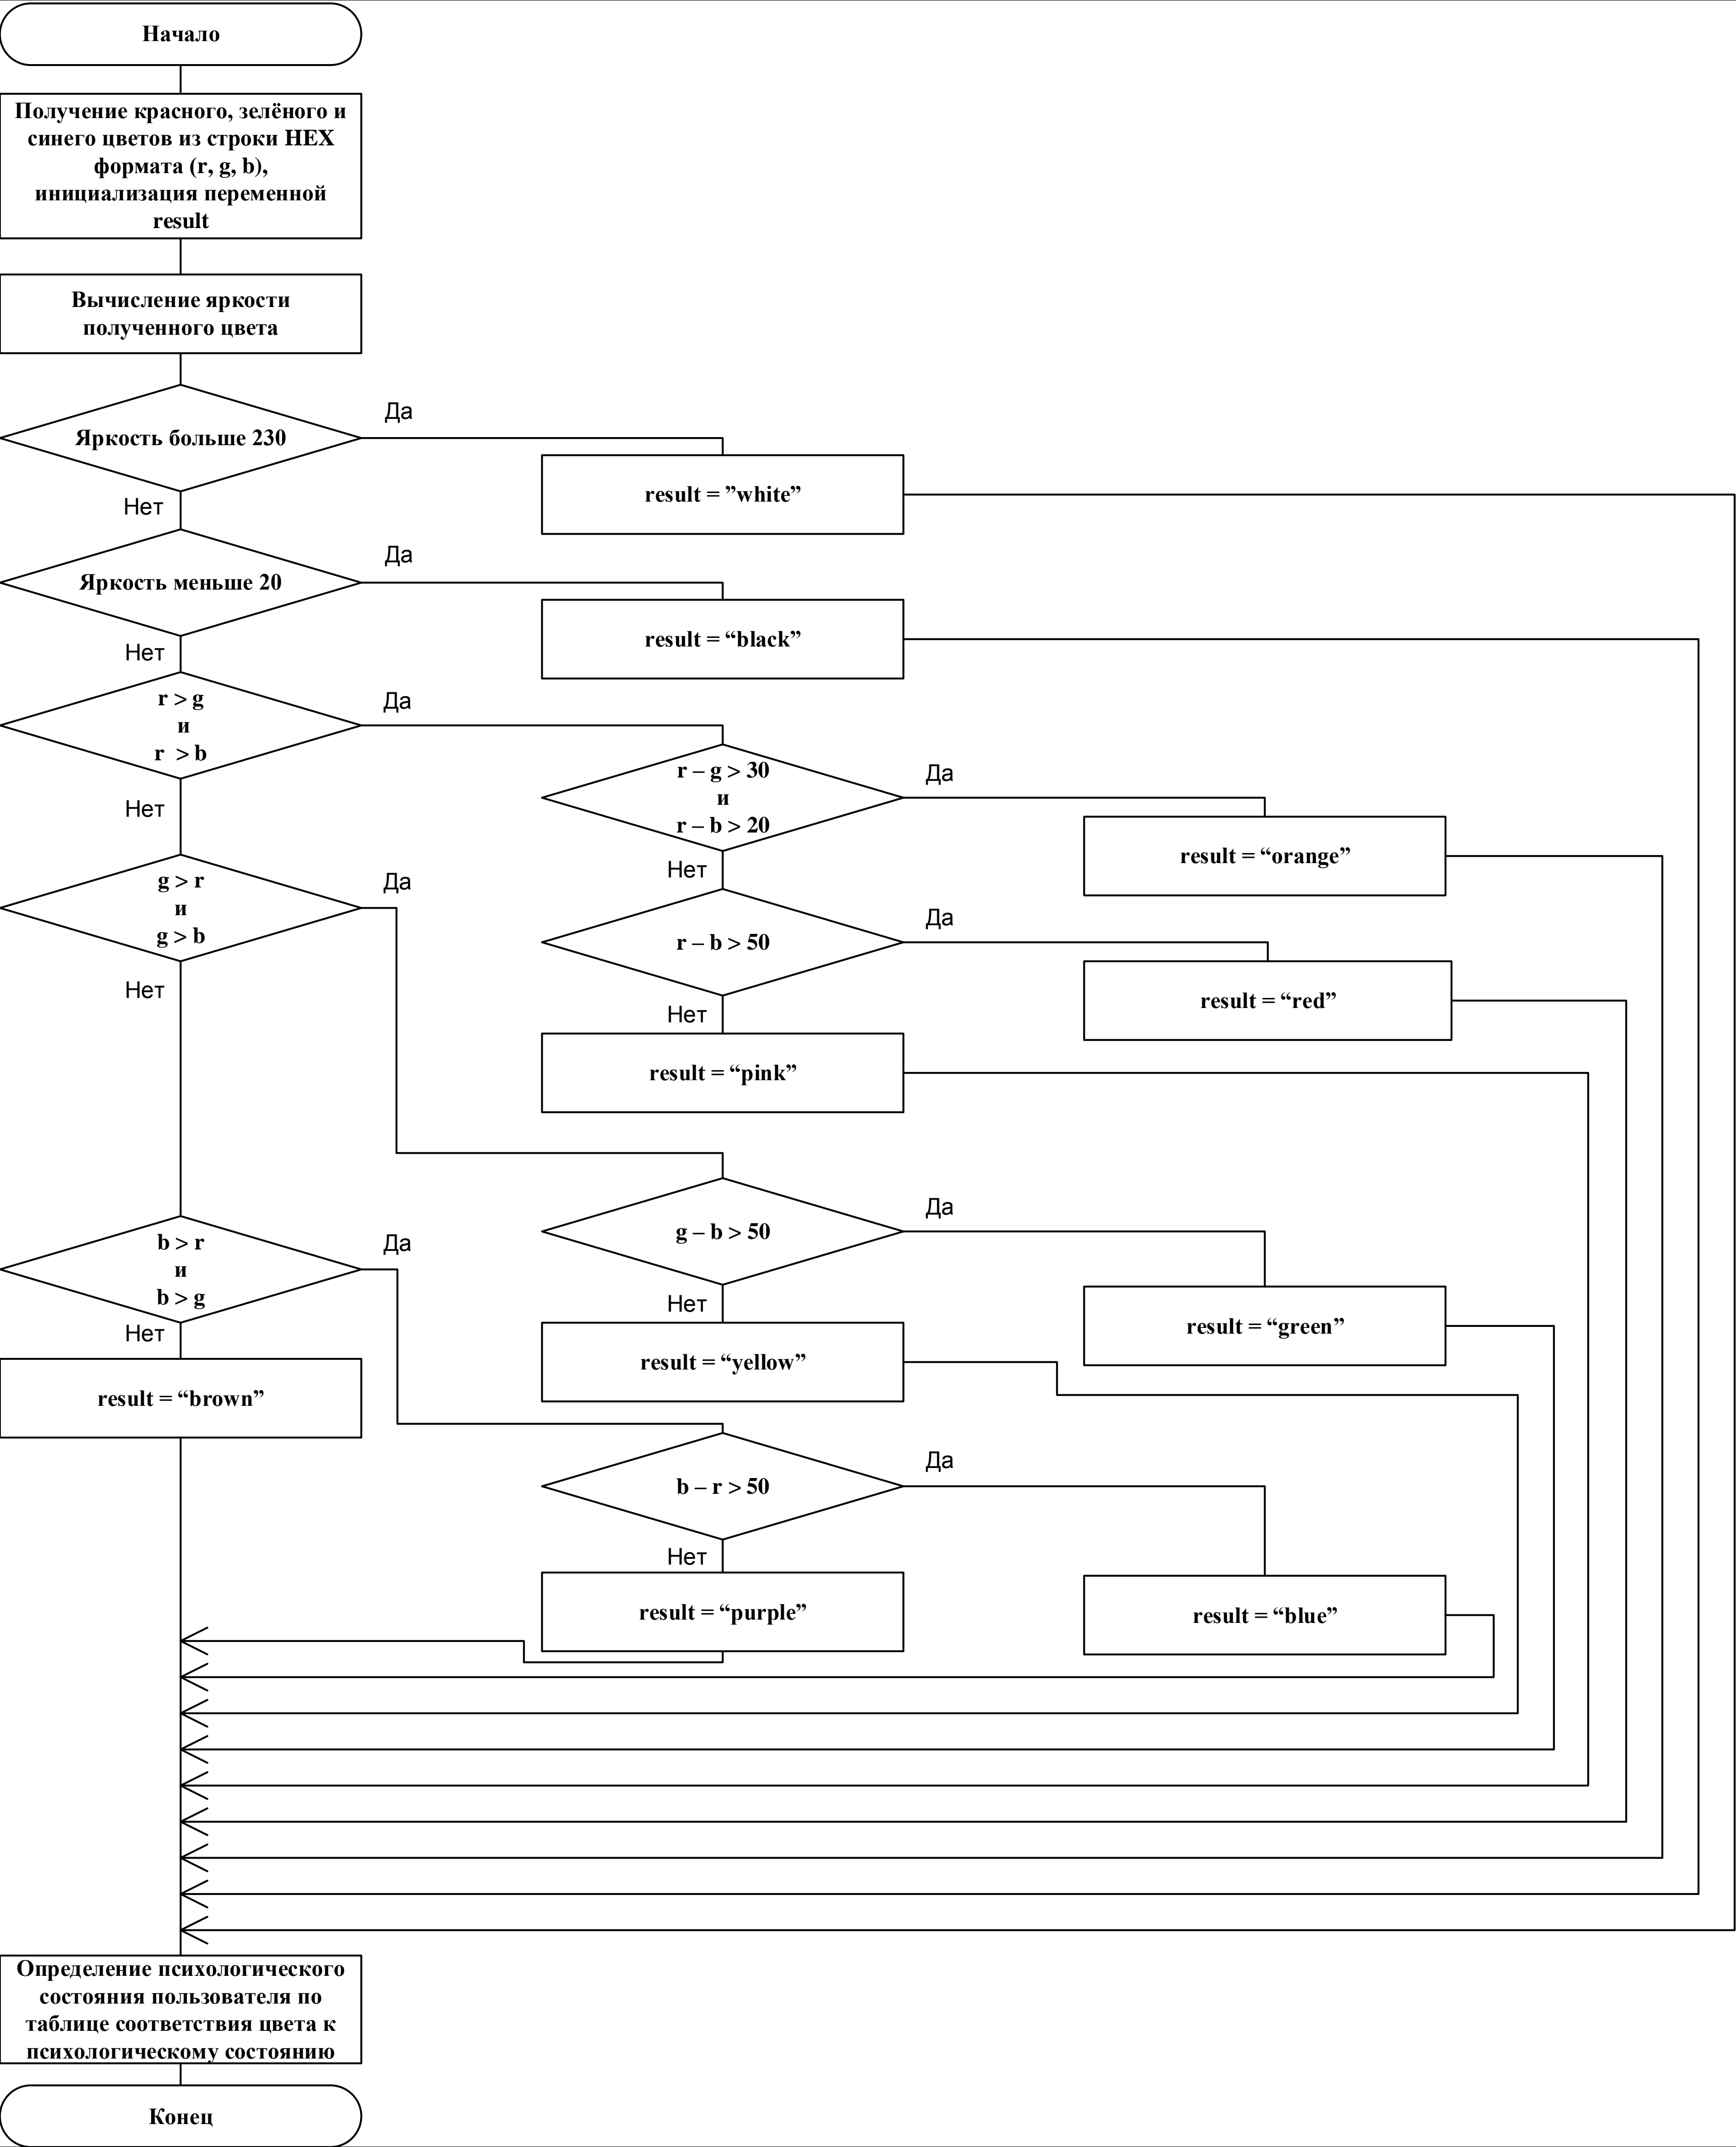 Начало
Получение красного, зелёного и
синего цветов из строки HEX
формата (r, g, b),
инициализация переменной
result
Вычисление яркости
полученного цвета
Яркость больше 230
Да
Нет
result = ”white”
Яркость меньше 20
Да
Нет
result = “black”
r > g
и
r  > b
Да
Нет
r – g > 30
и
r – b > 20
Да
Нет
result = “orange”
g > r
и
g > b
Да
Нет
r – b > 50
Да
Нет
result = “red”
result = “pink”
g – b > 50
Да
Нет
result = “green”
result = “yellow”
b > r
и
b > g
Да
Нет
result = “brown”
b – r > 50
Да
Нет
result = “purple”
result = “blue”
Определение психологического
состояния пользователя по
таблице соответствия цвета к
психологическому состоянию
Конец